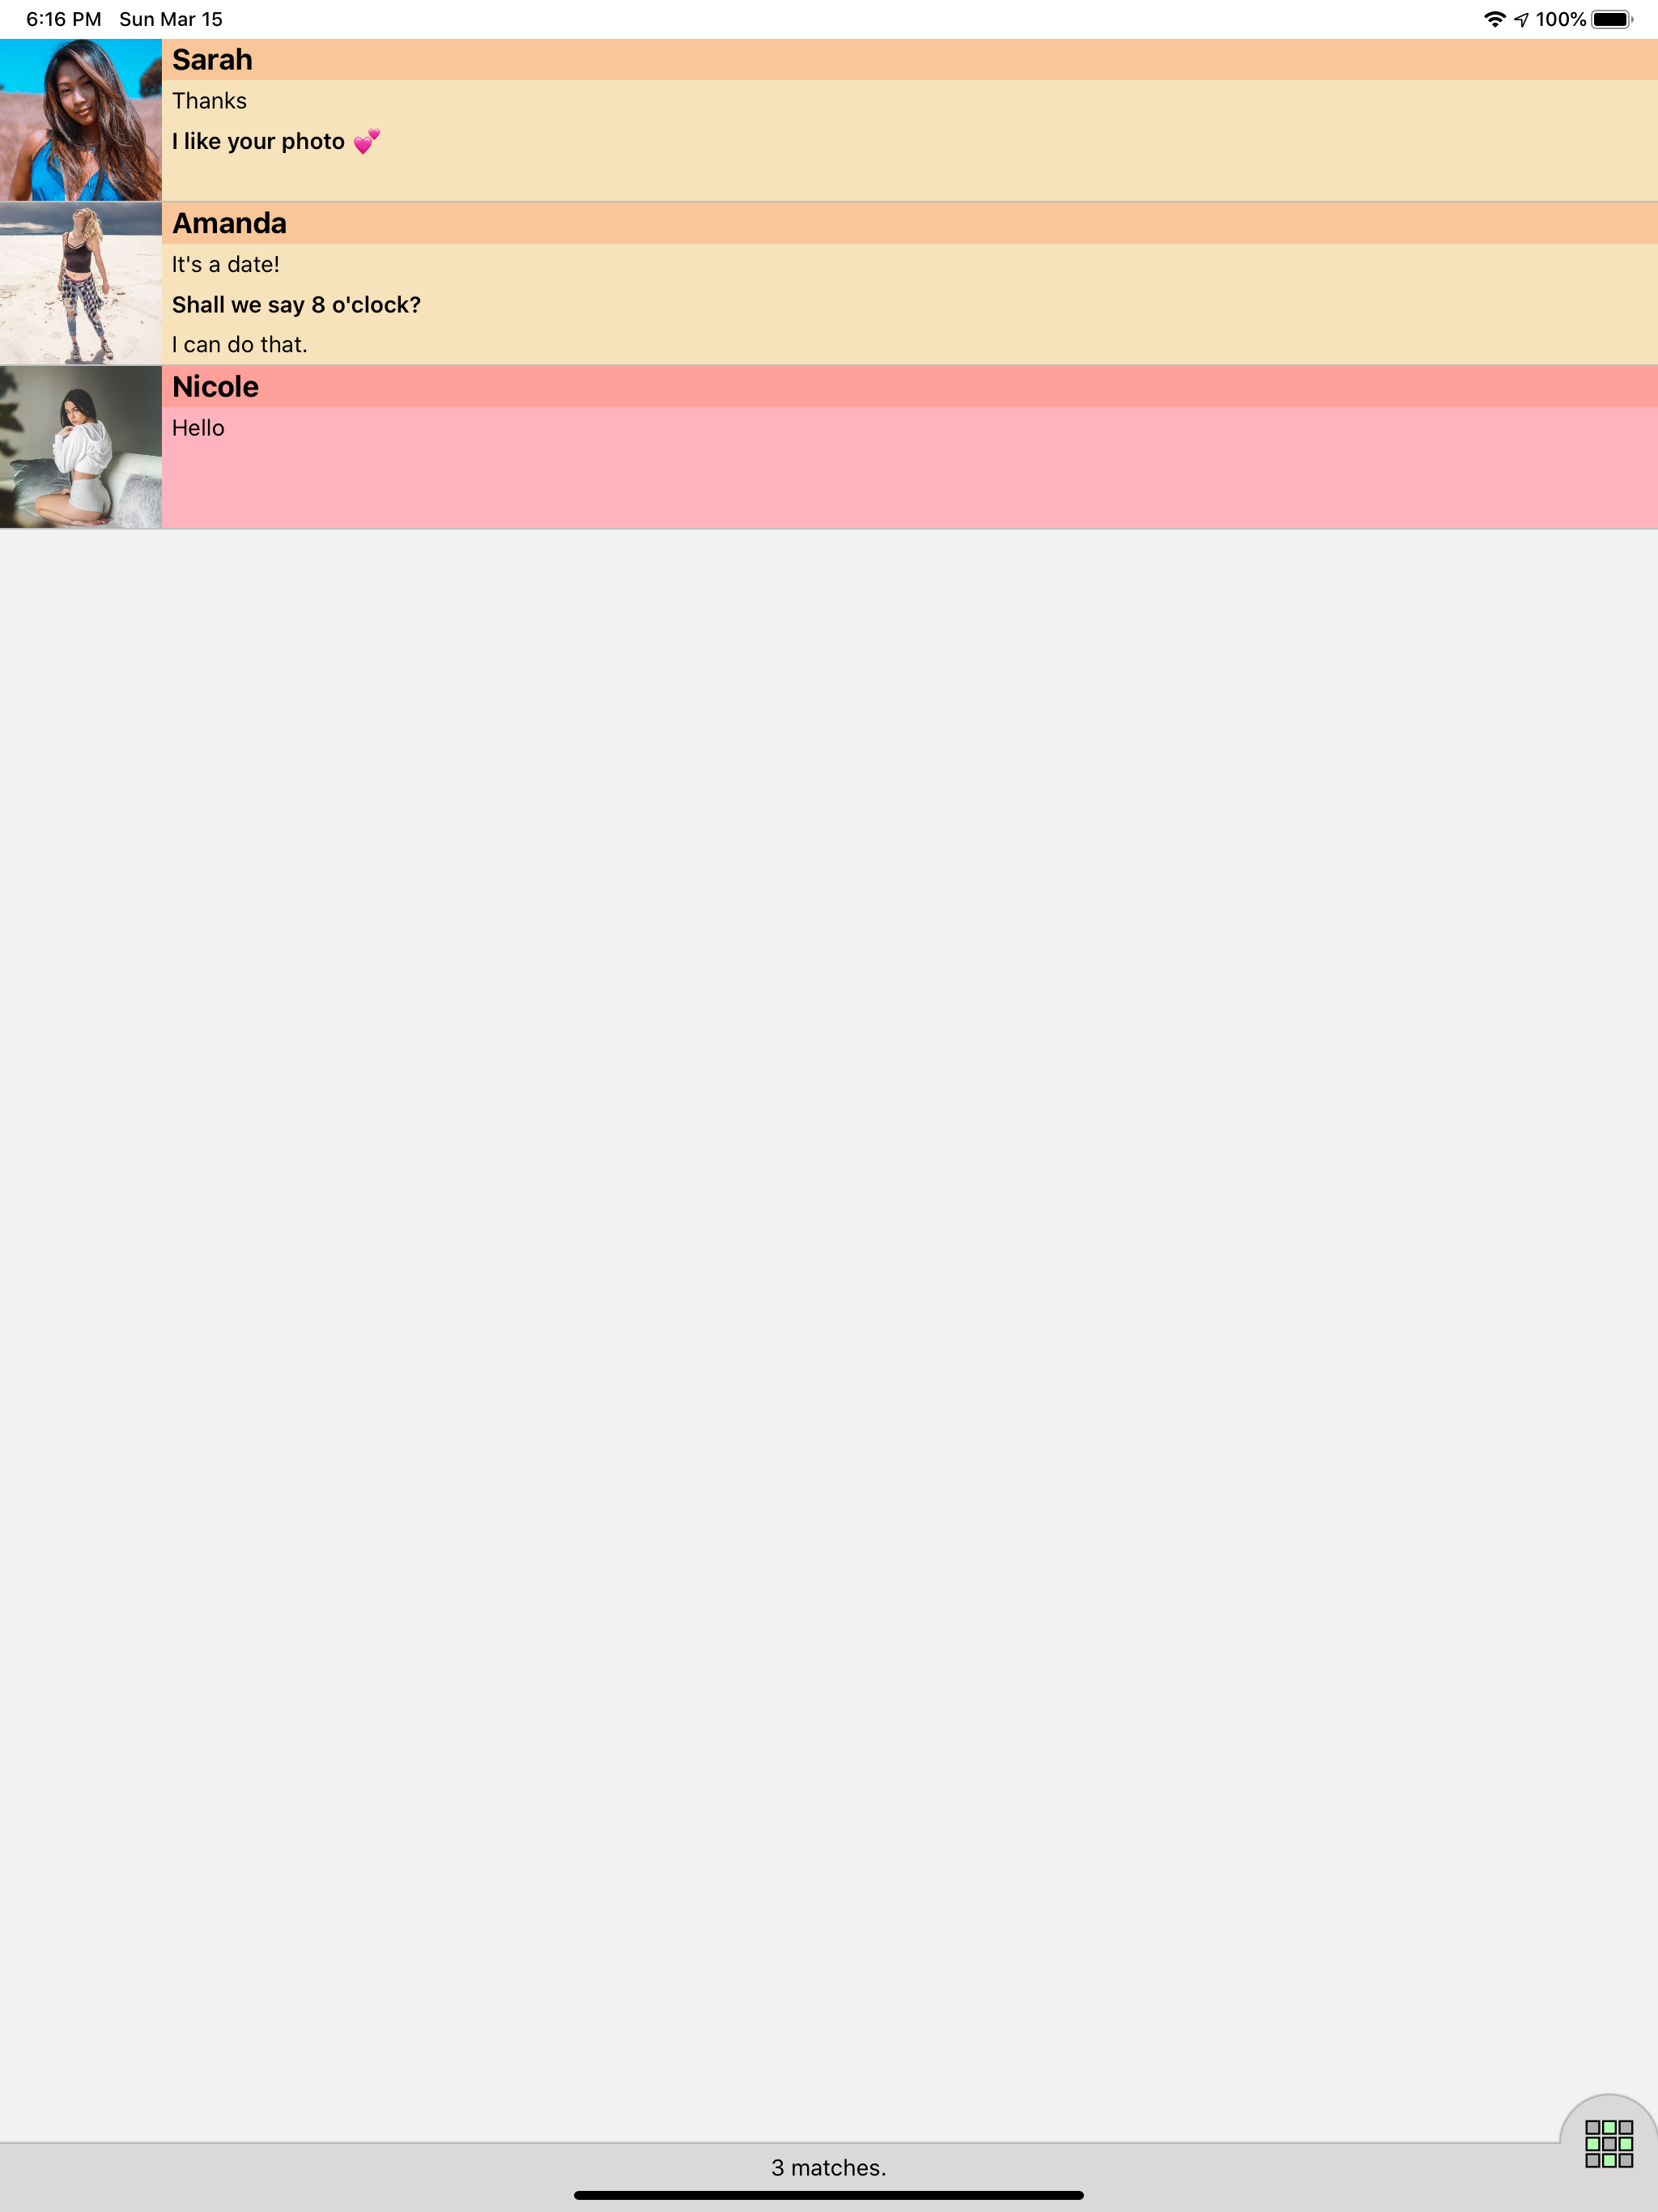 6:16 PM Sun Mar 15 100%
Sarah
Thanks
I like your photo 💕
Amanda
It's a date!
Shall we say 8 o'clock?
I can do that.
Nicole
Hello
3 matches.